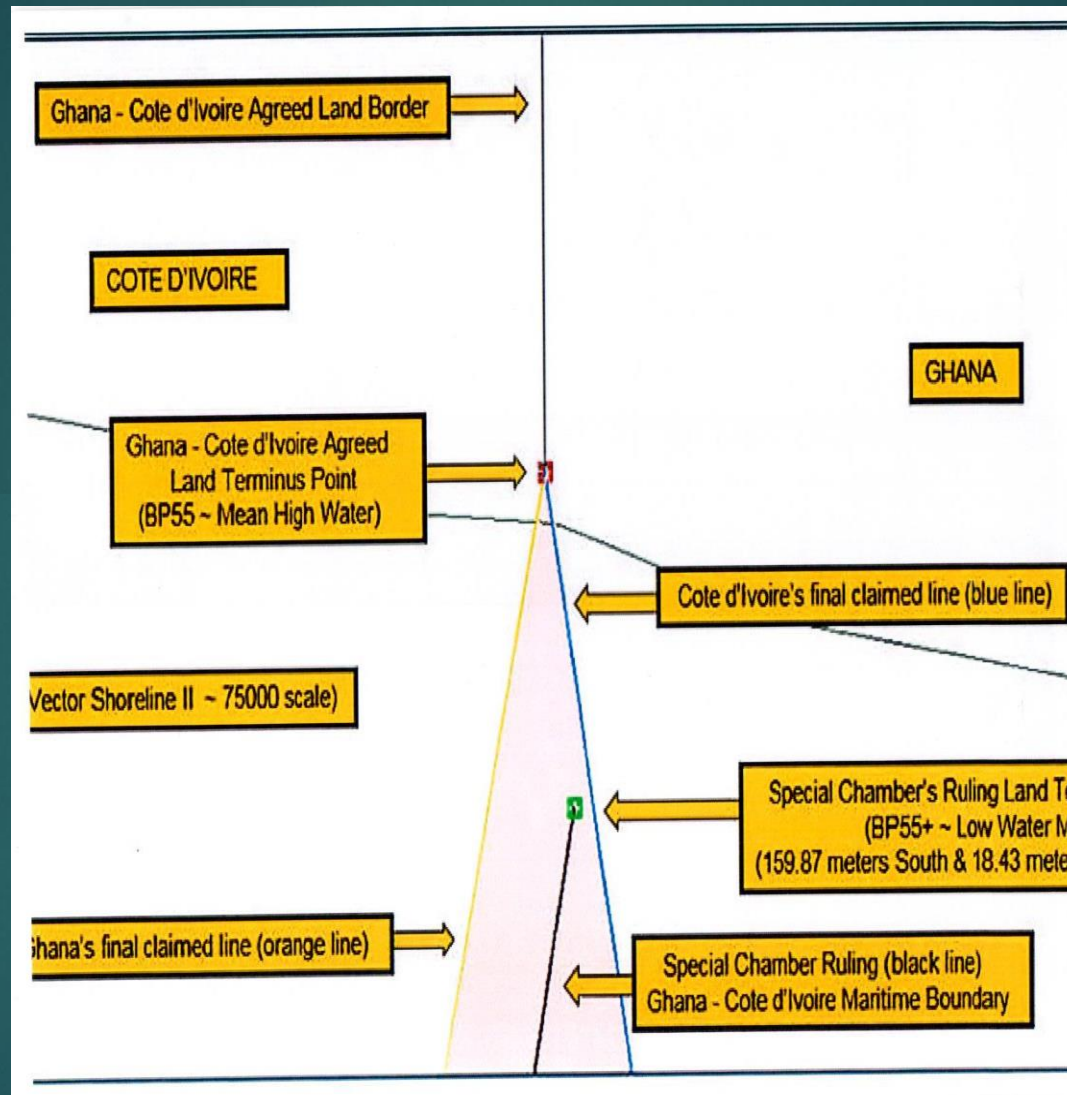 Ghana - Cote d'Ivoire Agreed Land Border
COTE D'IVOIRE
GHANA
Ghana - Cote d'Ivoire Agreed
Land Terminus Point
(BP55 ~ Mean High Water)
Cote d'Ivoire's final claimed line (blue line)
Vector Shoreline II ~ 75000 scale)
Special Chamber's Ruling Land
(BP55+ ~ Low Water
(159.87 meters South & 18.43
Ghana's final claimed line (orange line)
Special Chamber Ruling (black line)
Ghana - Cote d'Ivoire Maritime Boundary